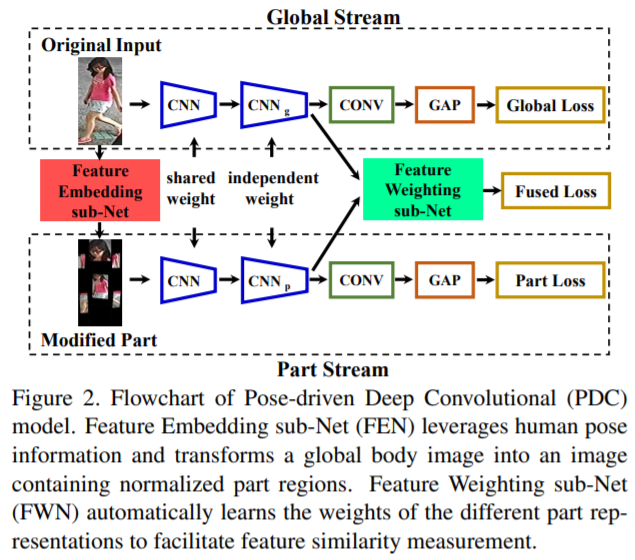 Global Stream
Original Input
CNN
CNN g
CONV
GAP
Global Loss
Feature
Embedding
sub-Net
shared
weight
independent
weight
Feature
Weighting
sub-Net
Fused Loss
CNN
CNN p
CONV
GAP
Part Loss
Modified Part
Part Stream
Figure 2. Flowchart of Pose-driven Deep Convolutional (PDC)
model. Feature Embedding sub-Net (FEN) leverages human pose
information and transforms a global body image into an image
containing normalized part regions. Feature Weighting sub-Net
(FWN) automatically learns the weights of the different part rep-
resentations to facilitate feature similarity measurement.